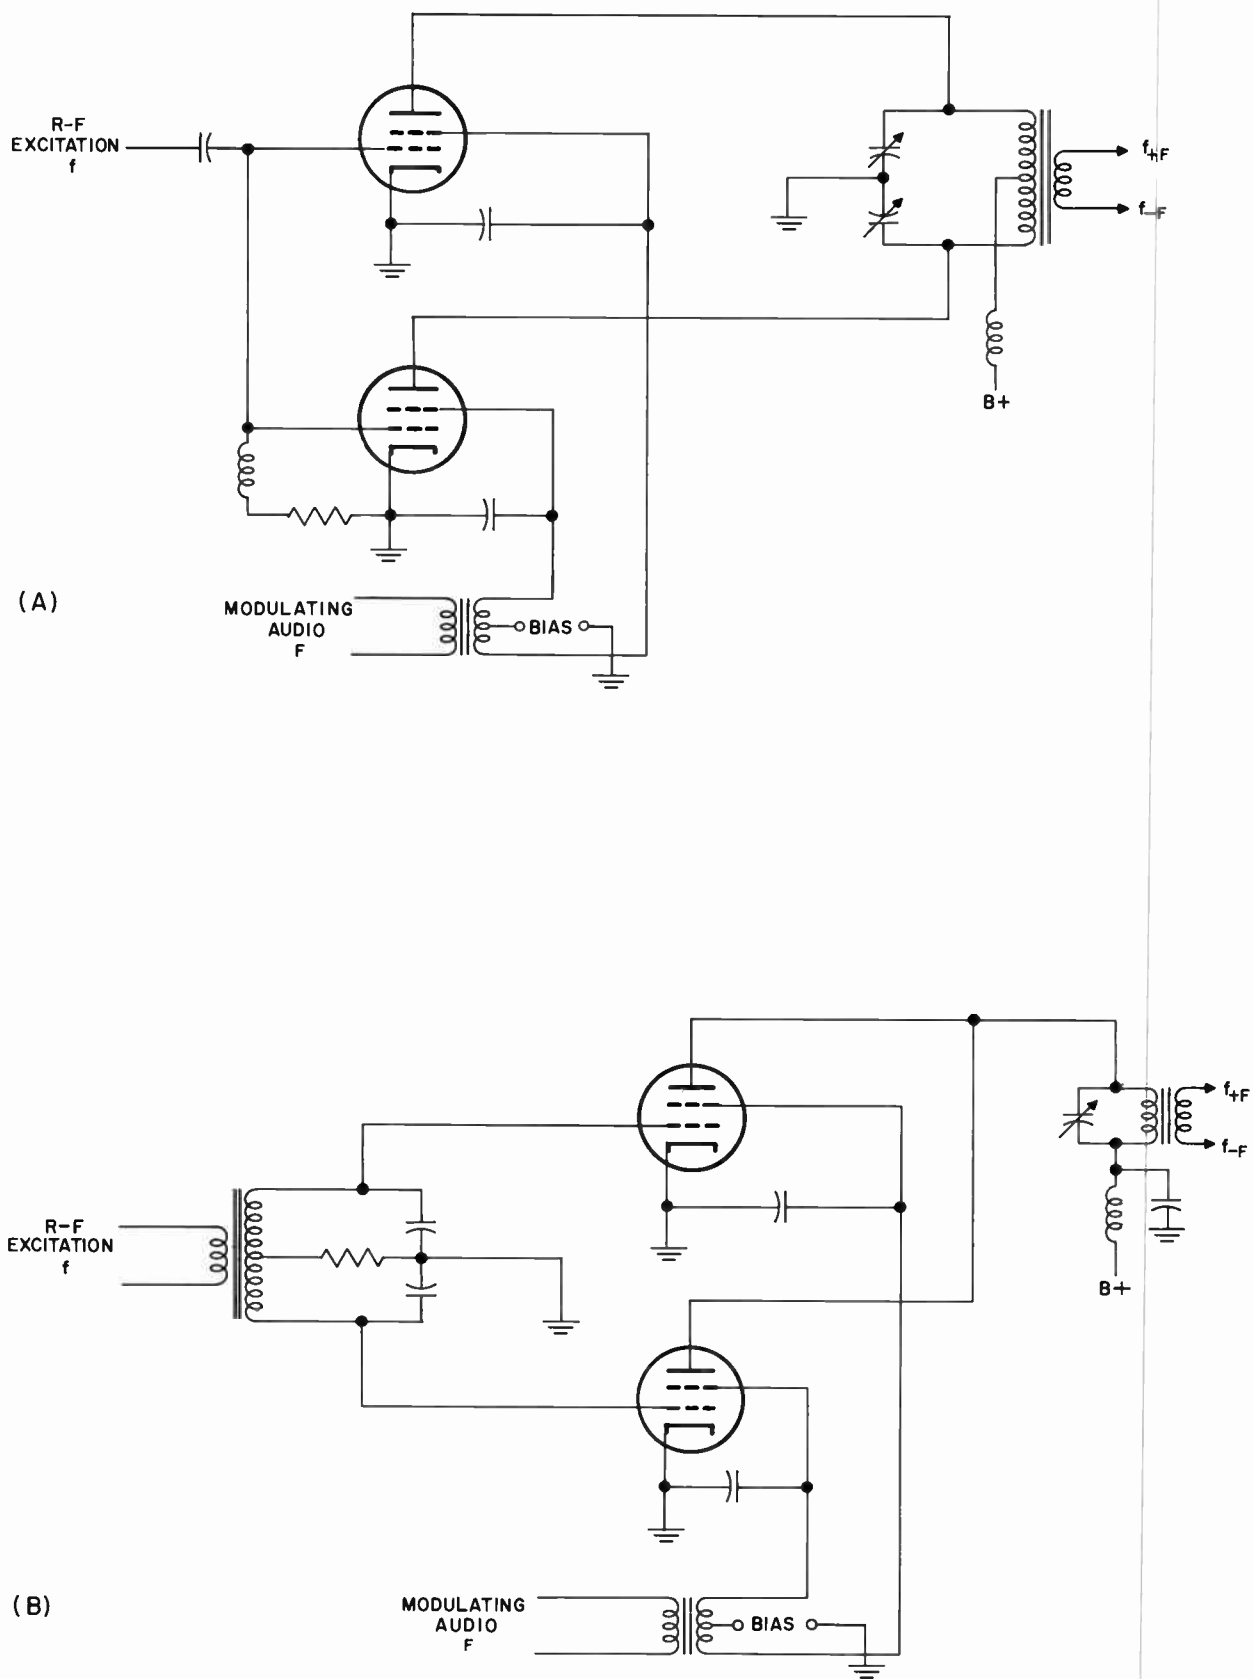 R-F
EXCITATION
f
f+F
f-F
B+
(A)
MODULATING
AUDIO
F
BIAS
f+F
f-F
R-F
EXCITATION
f
B+
(B)
MODULATING
AUDIO
F
BIAS